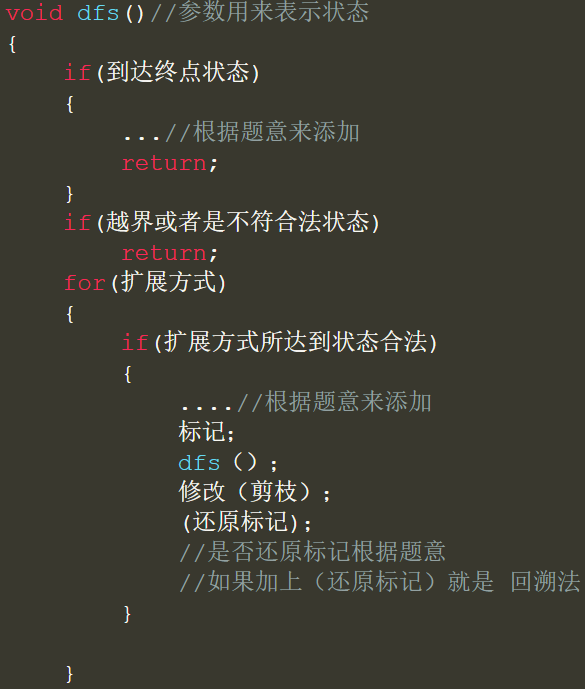 void dfs()//参数用来表示状态
{
    if(到达终点状态)
    {
        ...//根据题意来添加
        return;
    }
    if(越界或者是不符合法状态)
        return;
    for(扩展方式)
    {
        if(扩展方式所达到状态合法)
        {
            ....//根据题意来添加
            标记;
            dfs（）;
            修改（剪枝）;
            (还原标记);
            //是否还原标记根据题意
            //如果加上（还原标记）就是 回溯法
        }
    }